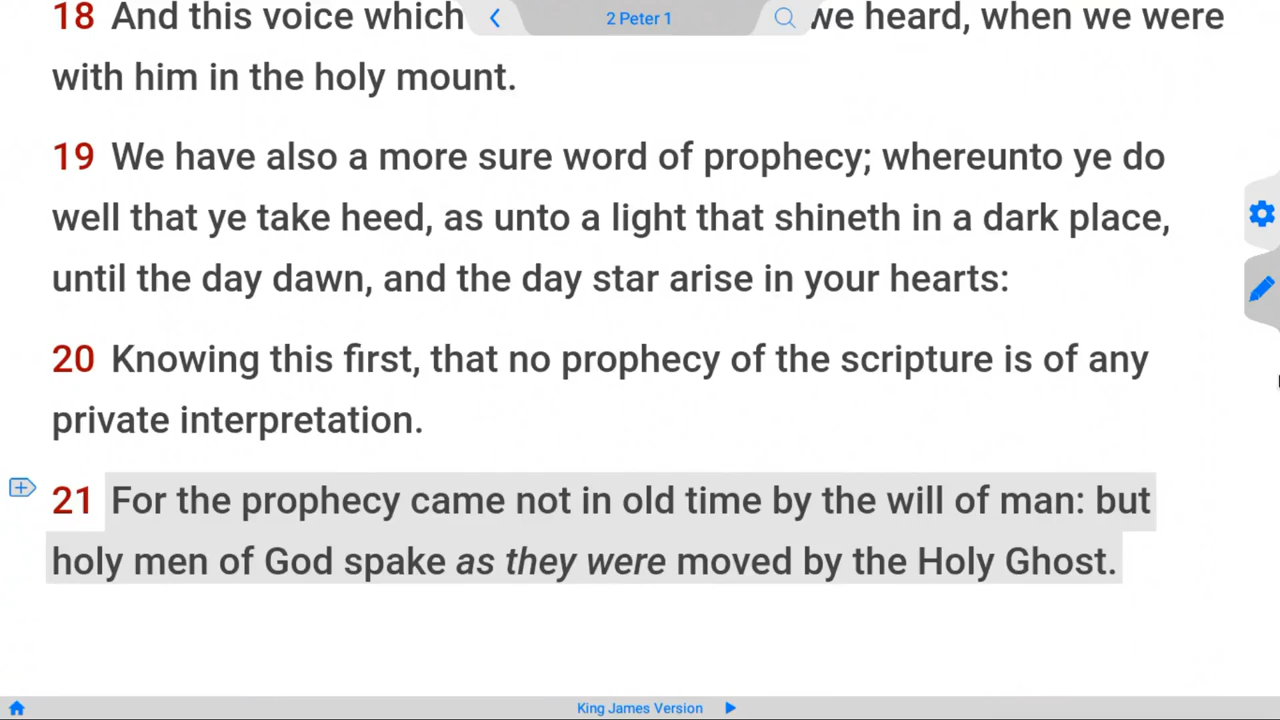 18 And this voice which
2 Peter 1
we heard, when we were
with him in the holy mount.
19 We have also a more sure word of prophecy; whereunto ye do
well that ye take heed, as unto a light that shineth in a dark place,
until the day dawn, and the day star arise in your hearts:
20 Knowing this first, that no prophecy of the scripture is of any
private interpretation.
21 For the prophecy came not in old time by the will of man: but
holy men of God spake as they were moved by the Holy Ghost.
King James Version